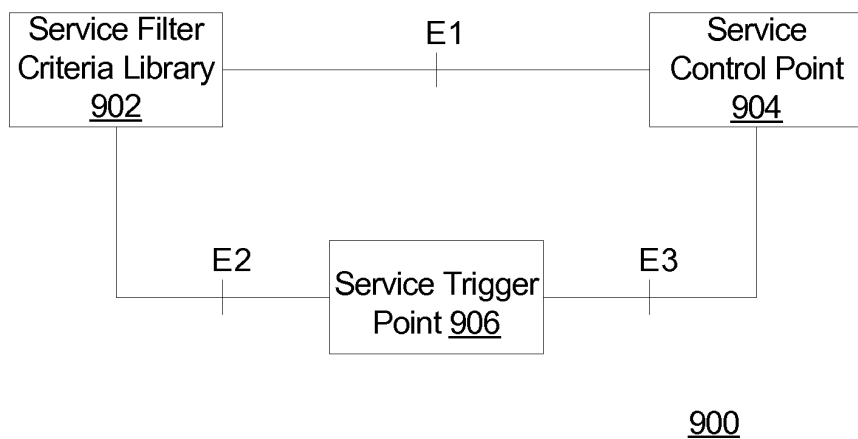 Service Filter
Criteria Library
902
E1
Service
Control Point
904
E2
Service Trigger
Point 906
E3
900